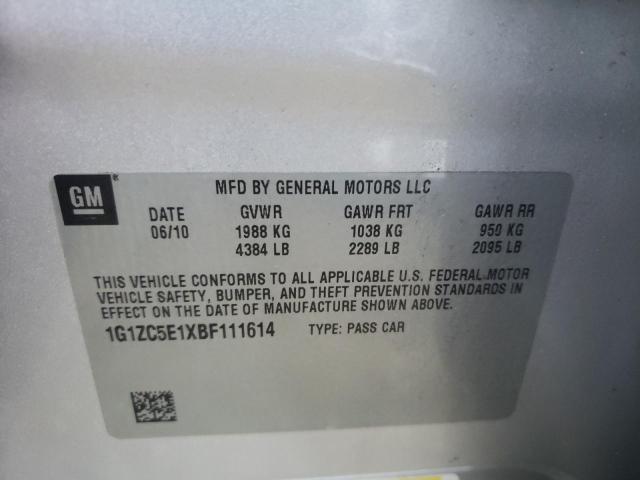 GM
MFD BY GENERAL MOTORS LLC
DATE GVWR GAWR FRT GAWR RR
06/10 1988 KG 1038 KG 950 KG
4384 LB 2289 LB 2095 LB
THIS VEHICLE CONFORMS TO ALL APPLICABLE U.S. FEDERAL MOTOR
VEHICLE SAFETY, BUMPER, AND THEFT PREVENTION STANDARDS IN
EFFECT ON THE DATE OF MANUFACTURE SHOWN ABOVE.
1G1ZC5E1XBF111614 TYPE: PASS CAR